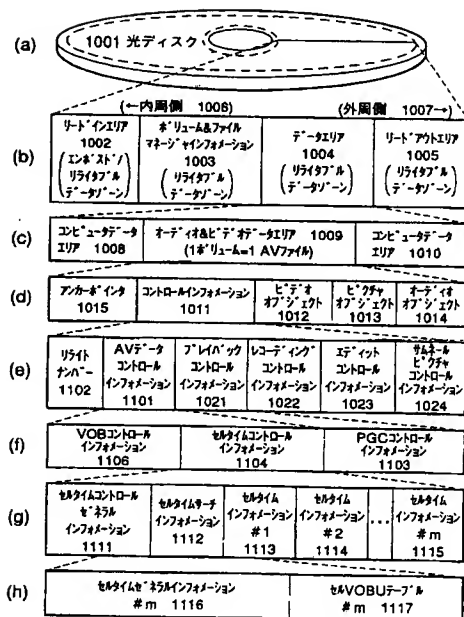 (a)
1001 光ディスク
(←内周側 1006)
(外周側 1007→)
(b)
リードインエリア
1002
(エンボスド/
リライタブル
データゾーン)
ボリューム&ファイル
マネージャインフォメーション
1003
(リライタブル
データゾーン)
データエリア
1004
(リライタブル
データゾーン)
リードアウトエリア
1005
(リライタブル
データゾーン)
(c)
コンピュータデータ
エリア 1008
オーディオ&ビデオデータエリア 1009
(1ボリューム=1 AVファイル)
コンピュータデータ
エリア 1010
(d)
アンカーポインタ
1015
コントロールインフォメーション
1011
ビデオ
オブジェクト
1012
ピクチャ
オブジェクト
1013
オーディオ
オブジェクト
1014
(e)
リライト
ナンバー
1102
AVデータ
コントロール
インフォメーション
1101
プレイバック
コントロール
インフォメーション
1021
レコーディング
コントロール
インフォメーション
1022
エディット
コントロール
インフォメーション
1023
サムネール
ピクチャ
コントロール
インフォメーション
1024
(f)
VOBコントロール
インフォメーション
1106
セルタイムコントロール
インフォメーション
1104
PGCコントロール
インフォメーション
1103
(g)
セルタイムコントロール
ゼネラル
インフォメーション
1111
セルタイムサーチ
インフォメーション
1112
セルタイム
インフォメーション
#1
1113
セルタイム
インフォメーション
#2
1114
...
セルタイム
インフォメーション
#m
1115
(h)
セルタイムゼネラルインフォメーション
#m 1116
セルVOBUテーブル
#m 1117